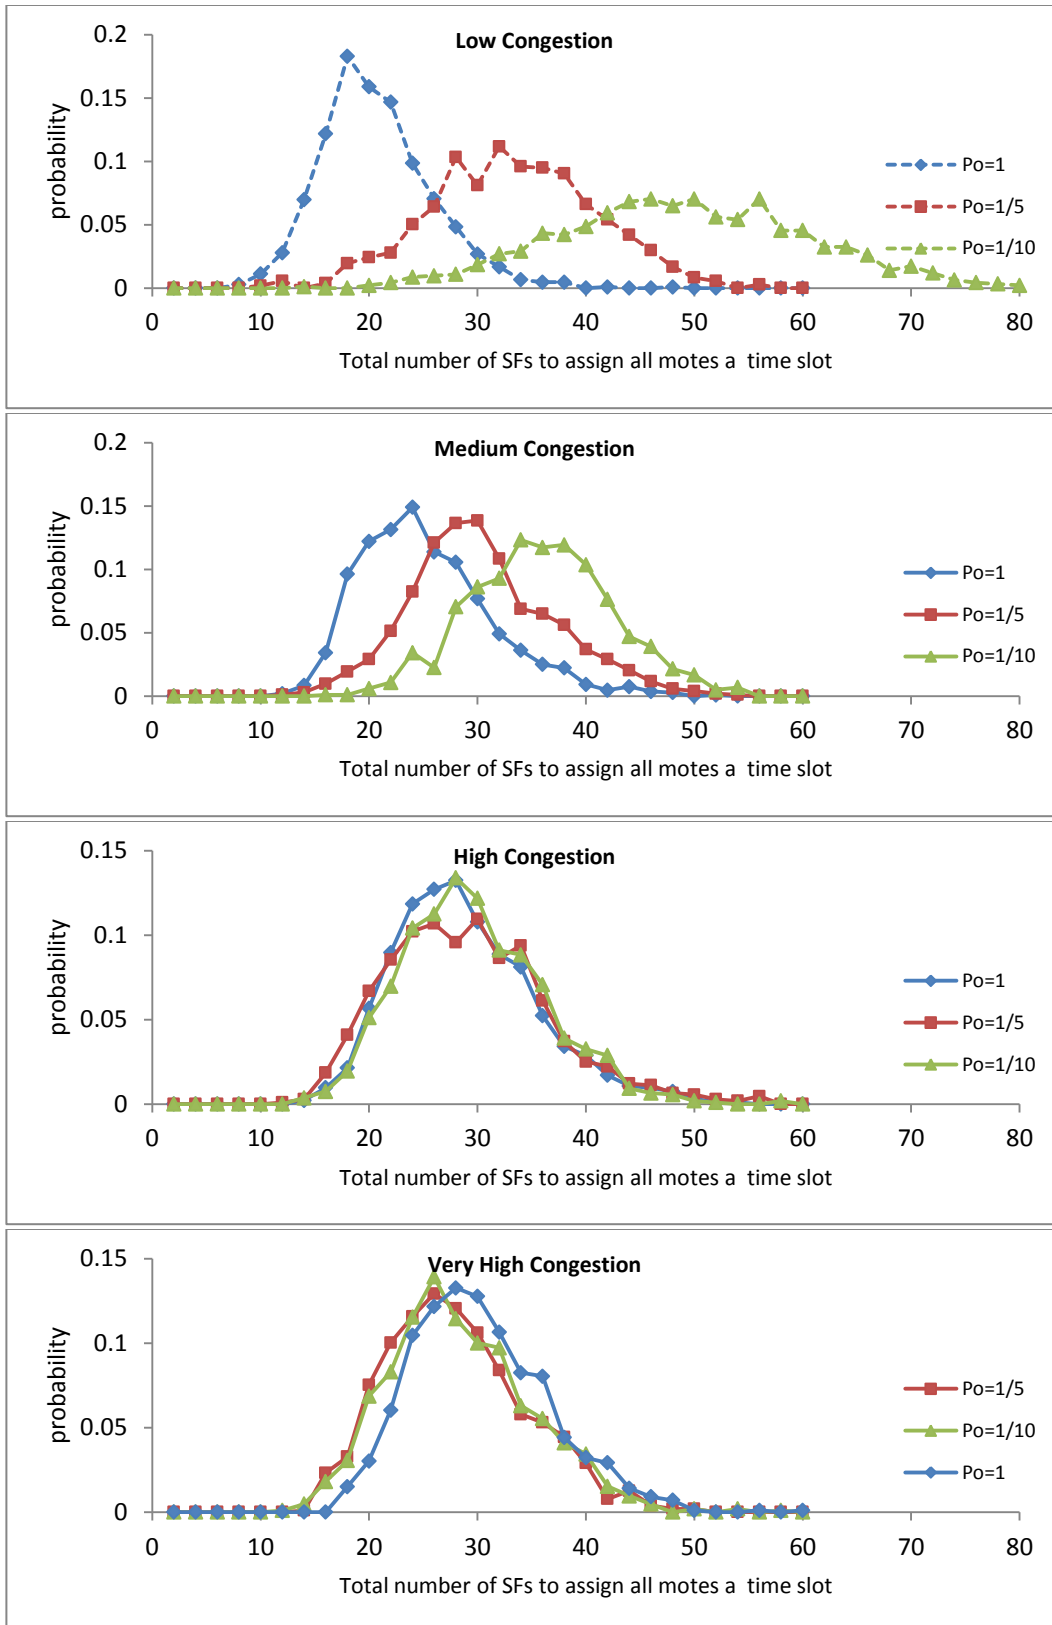 Low Congestion
0.2
0.15
0.1
0.05
0
probability
Po=1
Po=1/5
Po=1/10
0 10 20 30 40 50 60 70 80
Total number of SFs to assign all motes a time slot
Medium Congestion
0.2
0.15
0.1
0.05
0
probability
Po=1
Po=1/5
Po=1/10
0 10 20 30 40 50 60 70 80
Total number of SFs to assign all motes a time slot
High Congestion
0.15
0.1
0.05
0
probability
Po=1
Po=1/5
Po=1/10
0 10 20 30 40 50 60 70 80
Total number of SFs to assign all motes a time slot
Very High Congestion
0.15
0.1
0.05
0
probability
Po=1/5
Po=1/10
Po=1
0 10 20 30 40 50 60 70 80
Total number of SFs to assign all motes a time slot